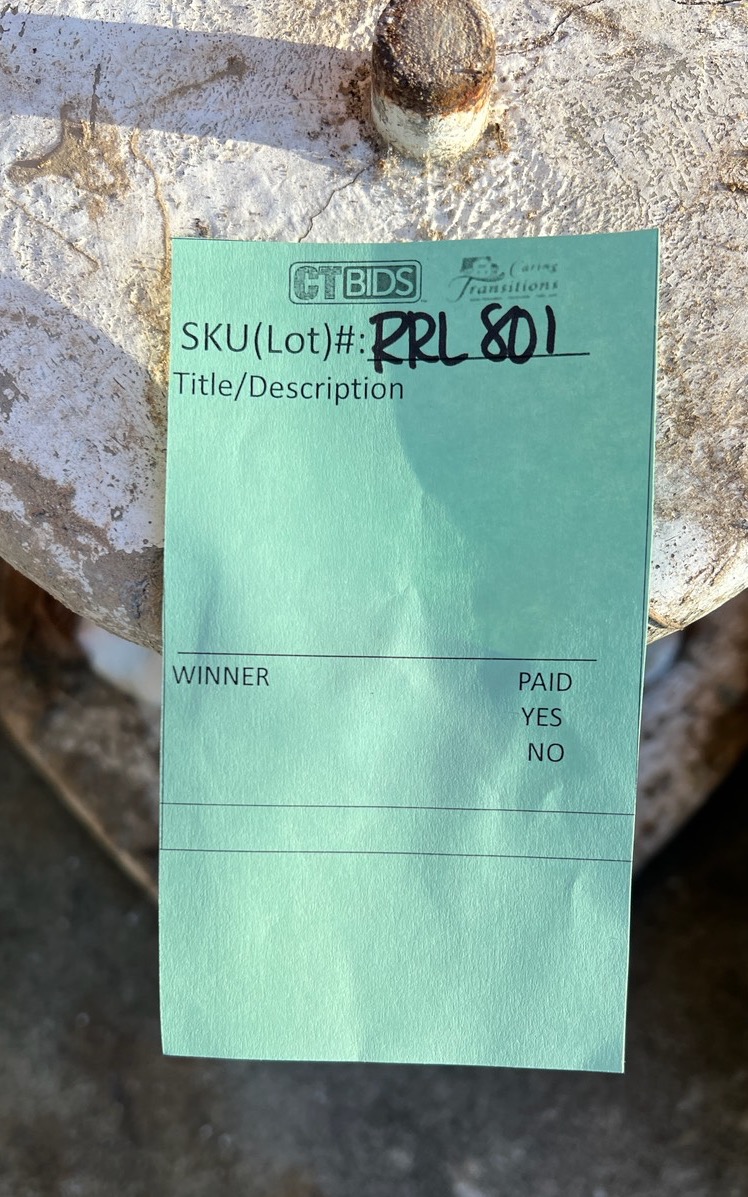 CTBIDS Caring
Transitions
SKU(Lot)#: RRL 801
Title/Description
WINNER PAID
YES
NO